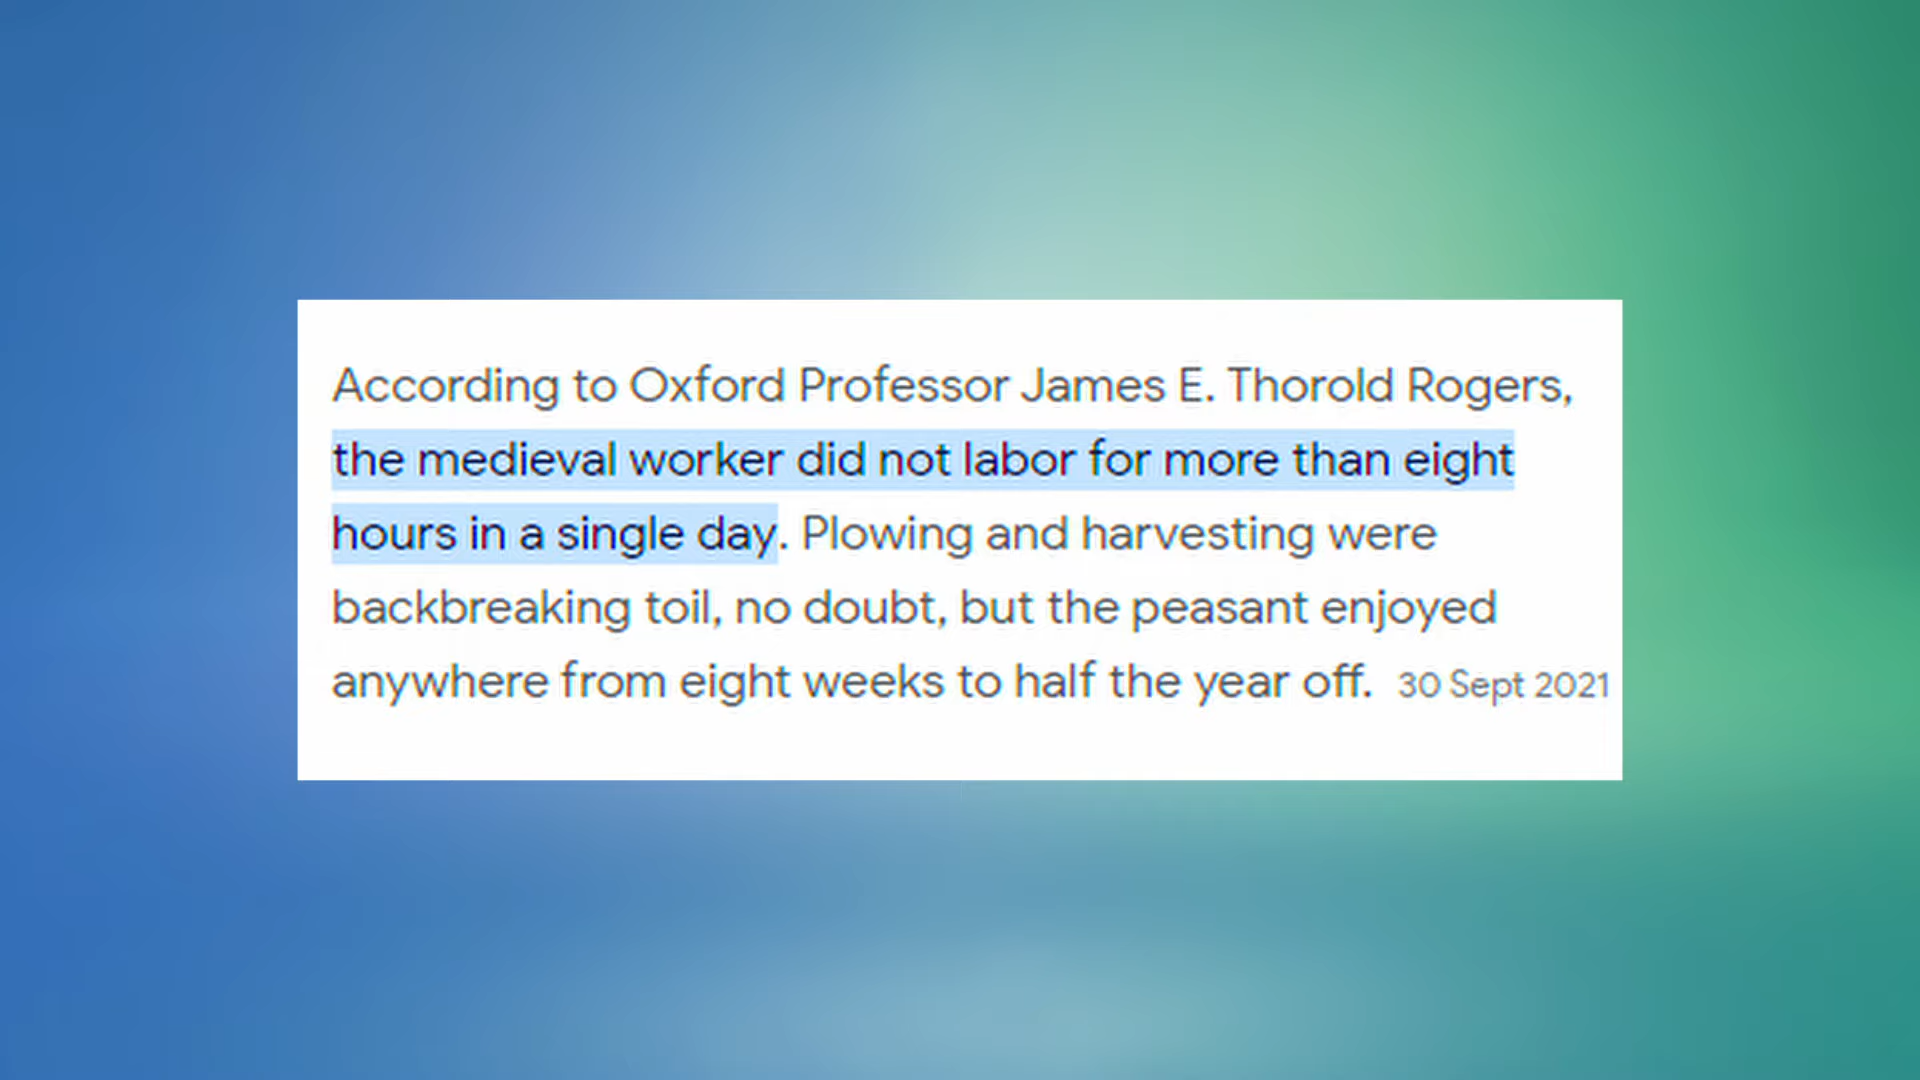 According to Oxford Professor James E. Thorold Rogers,
the medieval worker did not labor for more than eight
hours in a single day. Plowing and harvesting were
backbreaking toil, no doubt, but the peasant enjoyed
anywhere from eight weeks to half the year off. 30 Sept 2021